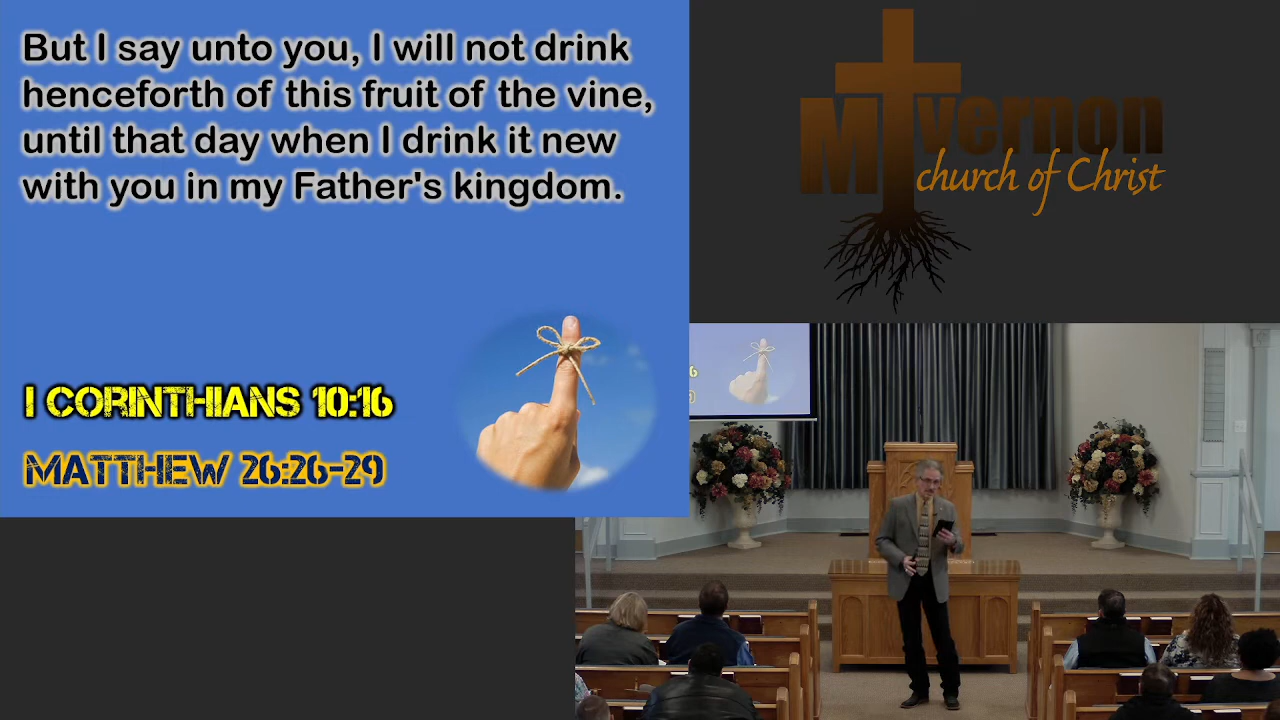 But I say unto you, I will not drink
henceforth of this fruit of the vine,
until that day when I drink it new
with you in my Father's kingdom.
I CORINTHIANS 10:16
MATTHEW 26:26-29
Mt vernon
church of Christ
6